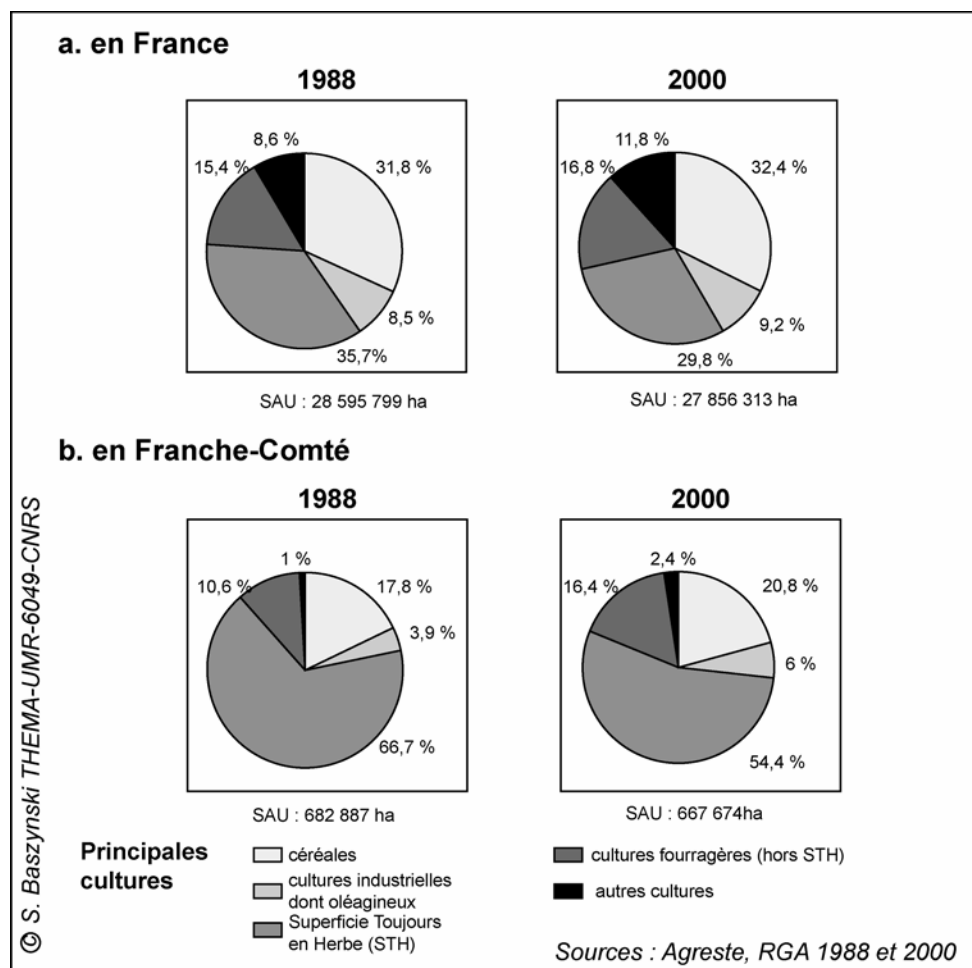 a. en France
1988
2000
8,6 %
15,4 %
31,8 %
8,5 %
35,7%
11,8 %
16,8 %
32,4 %
9,2 %
29,8 %
SAU : 28 595 799 ha
SAU : 27 856 313 ha
b. en Franche-Comté
1988
2000
1 %
10,6 %
17,8 %
3,9 %
66,7 %
2,4 %
16,4 %
20,8 %
6 %
54,4 %
SAU : 682 887 ha
SAU : 667 674ha
© S. Baszynski THEMA-UMR-6049-CNRS
Principales
cultures
céréales
cultures industrielles
dont oléagineux
Superficie Toujours
en Herbe (STH)
cultures fourragères (hors STH)
autres cultures
Sources : Agreste, RGA 1988 et 2000